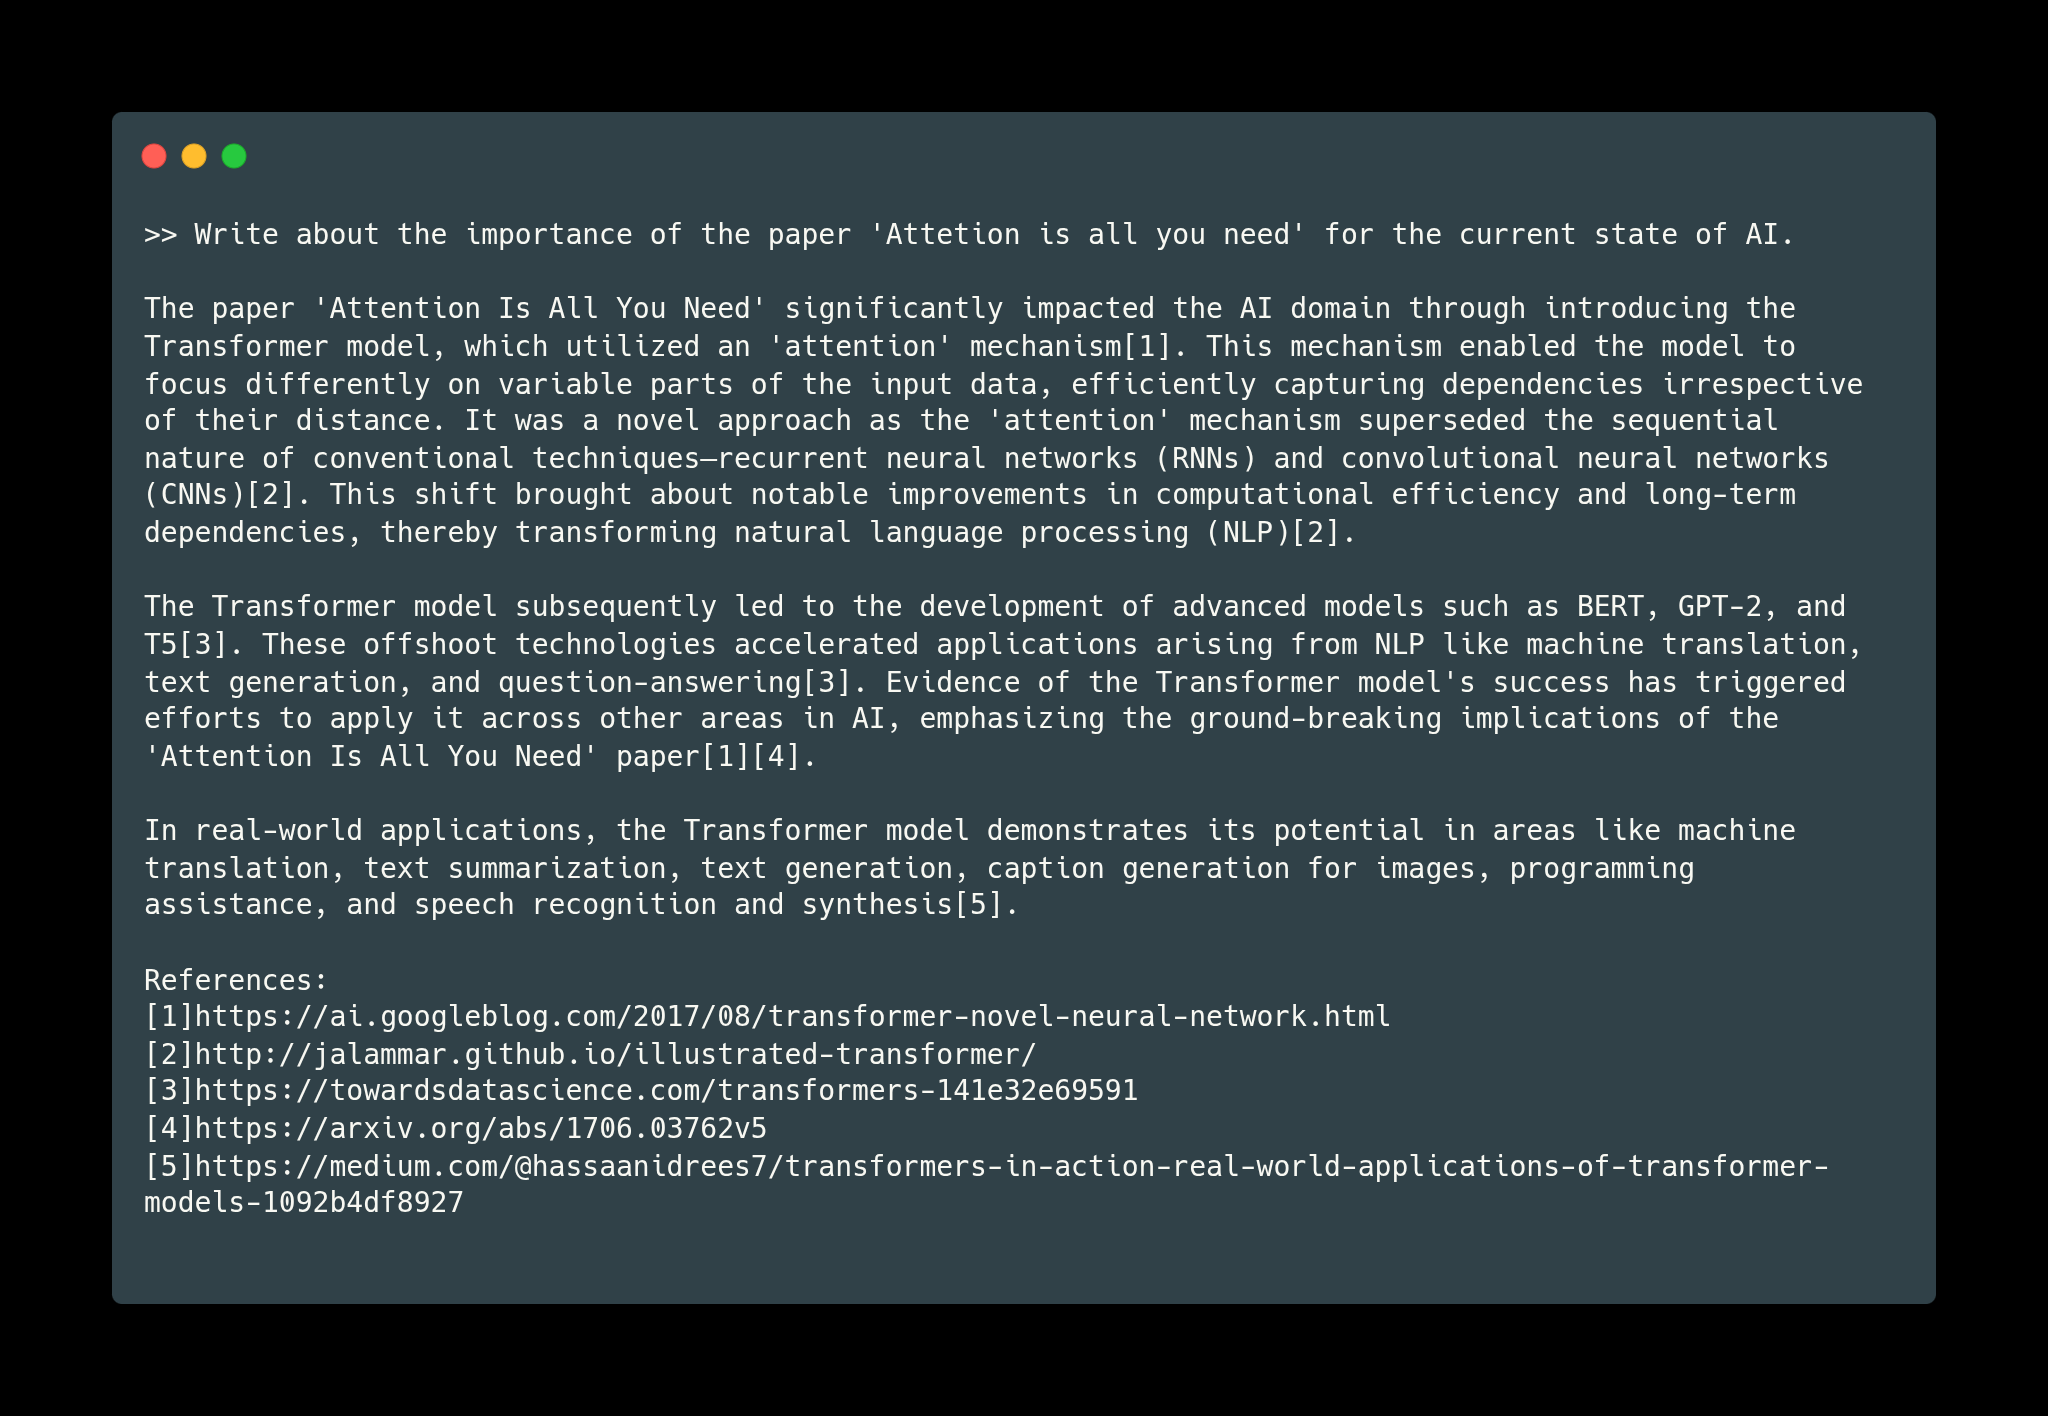 >> Write about the importance of the paper 'Attetion is all you need' for the current state of AI.
The paper 'Attention Is All You Need' significantly impacted the AI domain through introducing the
Transformer model, which utilized an 'attention' mechanism[1]. This mechanism enabled the model to
focus differently on variable parts of the input data, efficiently capturing dependencies irrespective
of their distance. It was a novel approach as the 'attention' mechanism superseded the sequential
nature of conventional techniques—recurrent neural networks (RNNs) and convolutional neural networks
(CNNs)[2]. This shift brought about notable improvements in computational efficiency and long-term
dependencies, thereby transforming natural language processing (NLP)[2].
The Transformer model subsequently led to the development of advanced models such as BERT, GPT-2, and
T5[3]. These offshoot technologies accelerated applications arising from NLP like machine translation,
text generation, and question-answering[3]. Evidence of the Transformer model's success has triggered
efforts to apply it across other areas in AI, emphasizing the ground-breaking implications of the
'Attention Is All You Need' paper[1][4].
In real-world applications, the Transformer model demonstrates its potential in areas like machine
translation, text summarization, text generation, caption generation for images, programming
assistance, and speech recognition and synthesis[5].
References:
[1]https://ai.googleblog.com/2017/08/transformer-novel-neural-network.html
[2]http://jalammar.github.io/illustrated-transformer/
[3]https://towardsdatascience.com/transformers-141e32e69591
[4]https://arxiv.org/abs/1706.03762v5
[5]https://medium.com/@hassaanidrees7/transformers-in-action-real-world-applications-of-transformer-
models-1092b4df8927